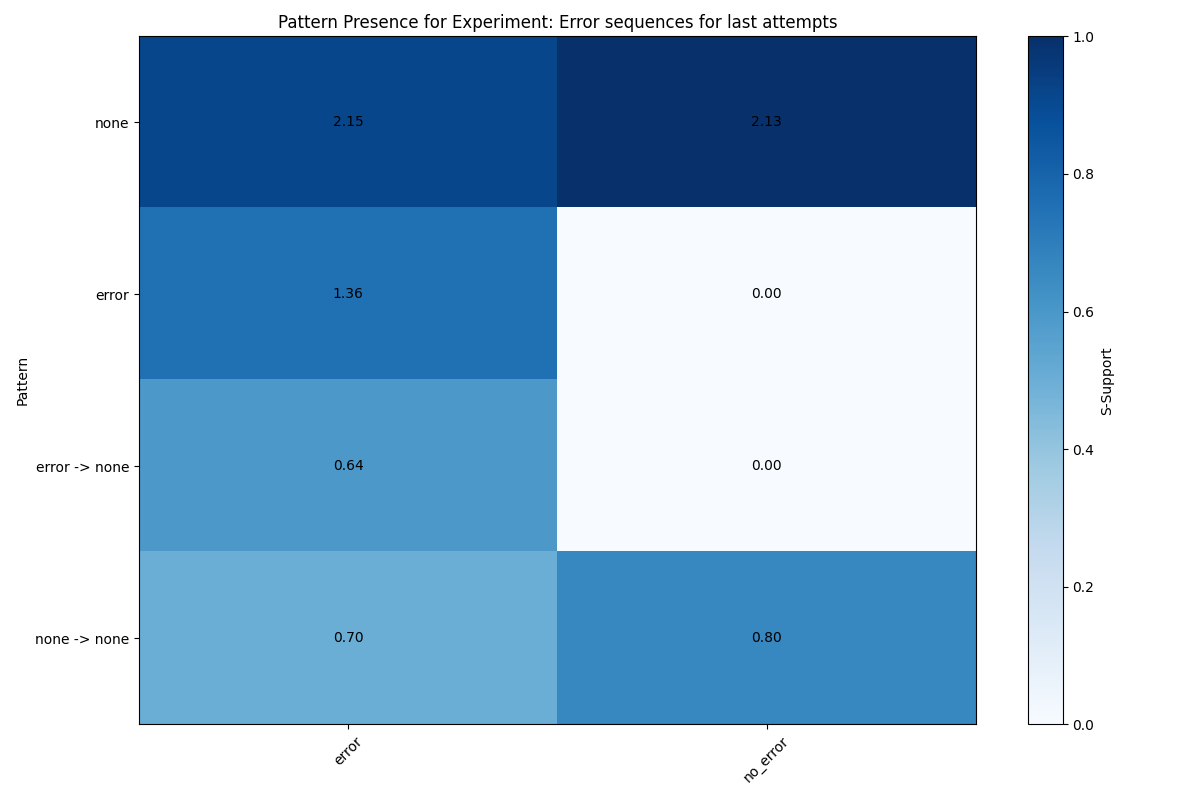 Pattern Presence for Experiment: Error sequences for last attempts
Pattern
none
2.15
2.13
error
1.36
0.00
error -> none
0.64
0.00
none -> none
0.70
0.80
error
no_error
1.0
0.8
0.6
0.4
0.2
0.0
S-Support